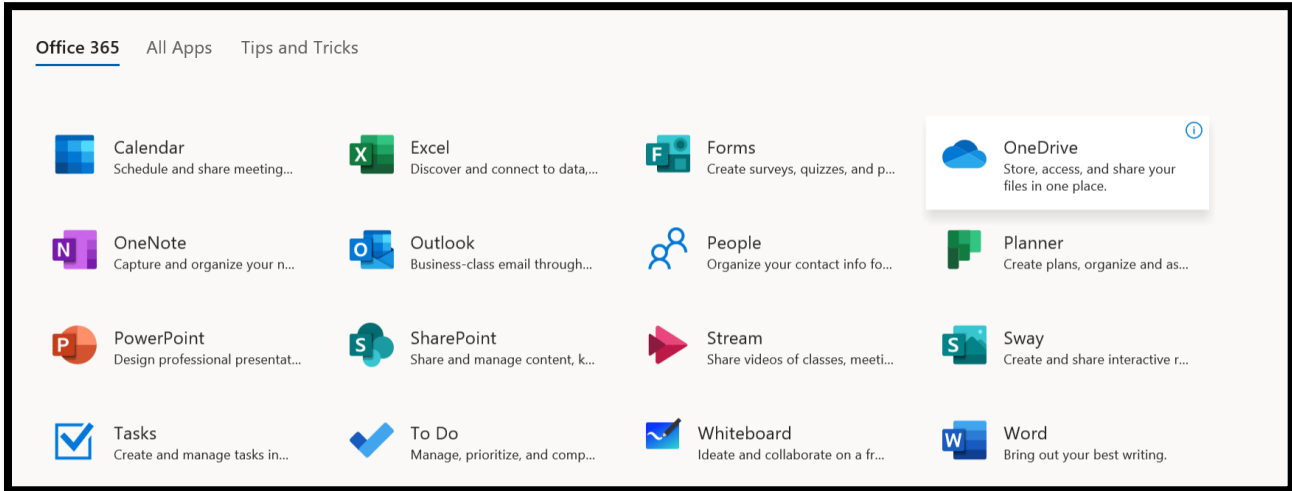 Office 365 All Apps Tips and Tricks
Calendar
Schedule and share meeting...
Excel
Discover and connect to data,...
Forms
Create surveys, quizzes, and p...
OneDrive
Store, access, and share your
files in one place.
OneNote
Capture and organize your n...
Outlook
Business-class email through...
People
Organize your contact info fo...
Planner
Create plans, organize and as...
PowerPoint
Design professional presentat...
SharePoint
Share and manage content, k...
Stream
Share videos of classes, meeti...
Sway
Create and share interactive r...
Tasks
Create and manage tasks in...
To Do
Manage, prioritize, and comp...
Whiteboard
Ideate and collaborate on a fr...
Word
Bring out your best writing.